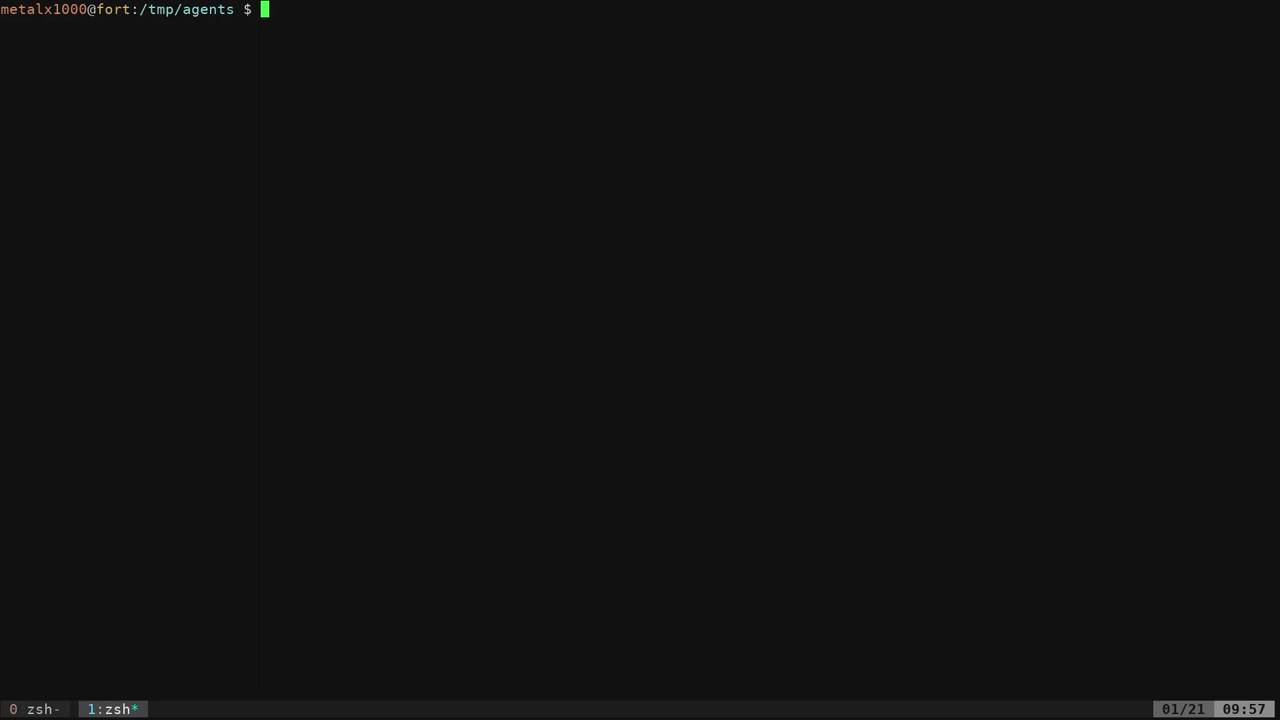 metalx1000@fort:/tmp/agents $
0 zsh- 1:zsh* 01/21 09:57